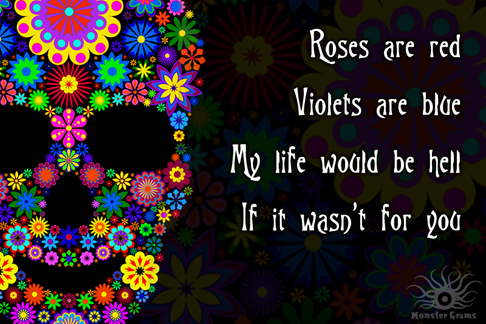 Roses are red
Violets are blue
My life would be hell
If it wasn't for you
Monster Grams